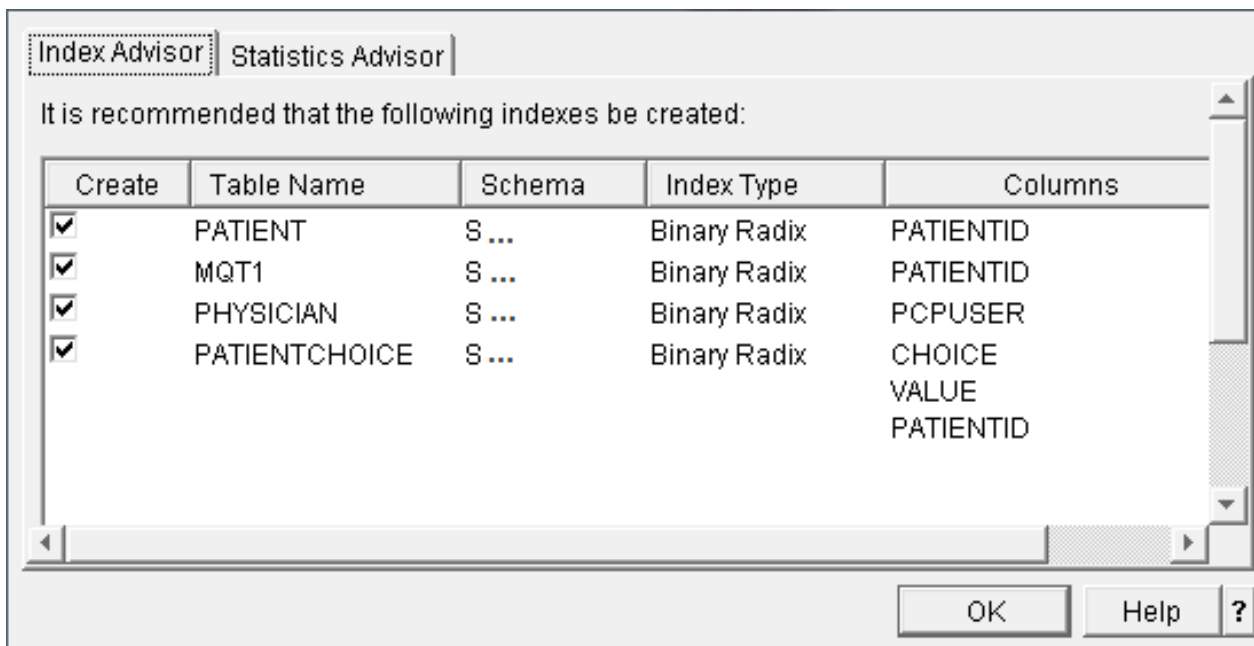 Index Advisor Statistics Advisor
It is recommended that the following indexes be created:
Create Table Name Schema Index Type Columns
PATIENT S ... Binary Radix PATIENTID
MQT1 S ... Binary Radix PATIENTID
PHYSICIAN S ... Binary Radix PCPUSER
PATIENTCHOICE S ... Binary Radix CHOICE
VALUE
PATIENTID
OK Help ?